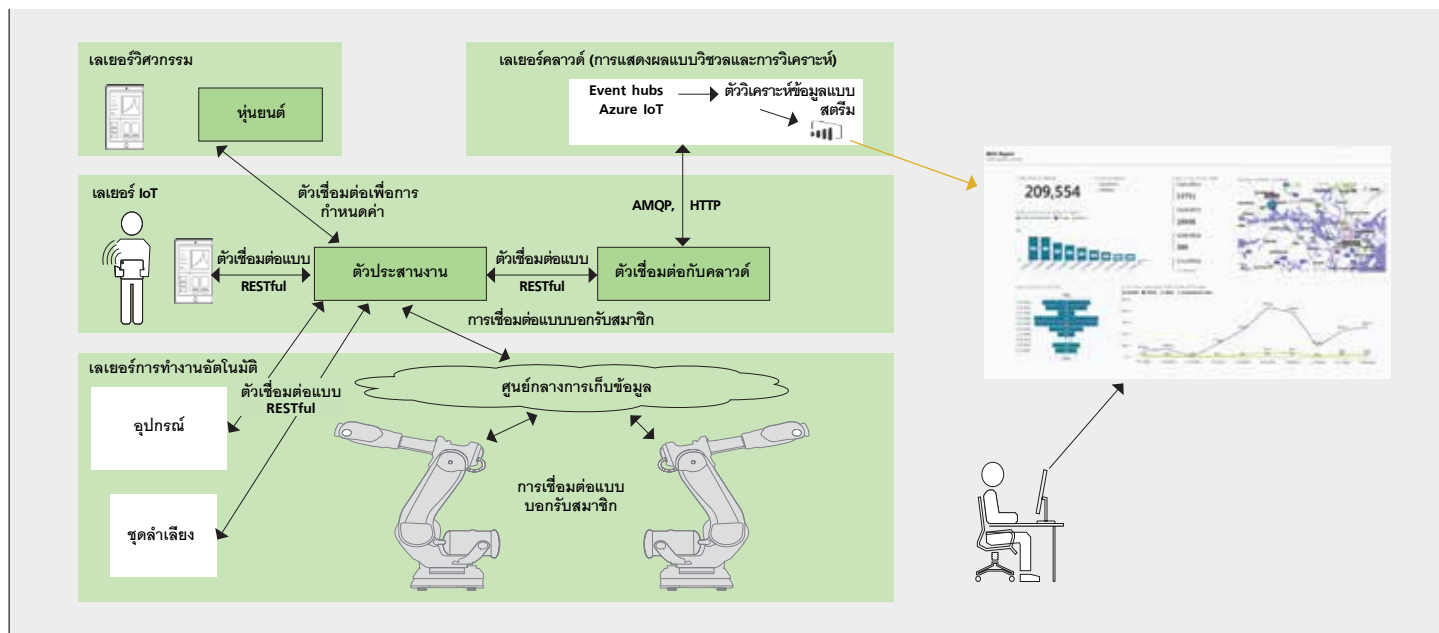 เลเยอร์วิศวกรรม
หุ่นยนต์
เลเยอร์คลาวด์ (การแสดงผลแบบวิชวลและการวิเคราะห์)
Event hubs
Azure IoT
ตัววิเคราะห์ข้อมูลแบบ
สตรีม
เลเยอร์ IoT
ตัวเชื่อมต่อเพื่อการ
กำหนดค่า
AMQP, HTTP
ตัวเชื่อมต่อแบบ
RESTful
ตัวประสานงาน
ตัวเชื่อมต่อแบบ
RESTful
ตัวเชื่อมต่อกับคลาวด์
การเชื่อมต่อแบบบอกรับสมาชิก
เลเยอร์การทำงานอัตโนมัติ
ตัวเชื่อมต่อแบบ
RESTful
อุปกรณ์
ชุดลำเลียง
ศูนย์กลางการเก็บข้อมูล
การเชื่อมต่อแบบ
บอกรับสมาชิก
209,554